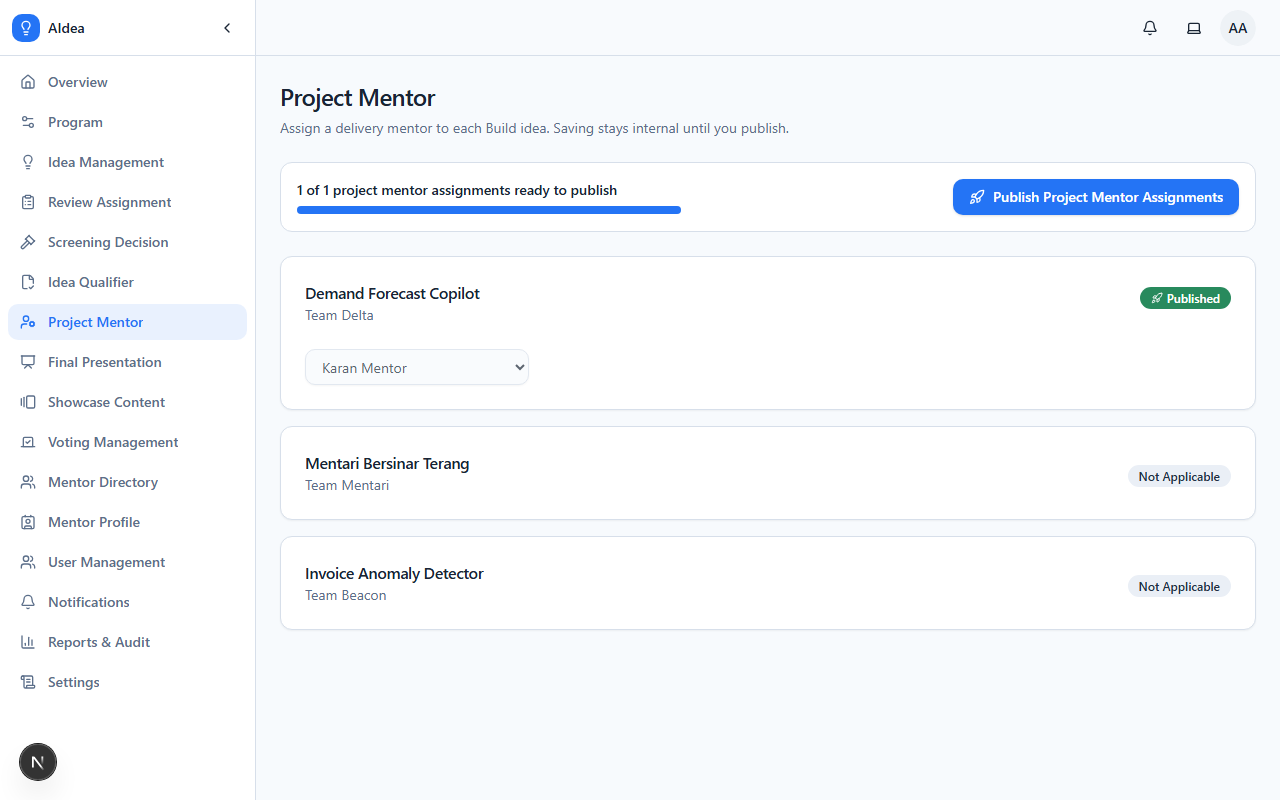 AIdea
AA
Overview
Program
Idea Management
Review Assignment
Screening Decision
Idea Qualifier
Project Mentor
Final Presentation
Showcase Content
Voting Management
Mentor Directory
Mentor Profile
User Management
Notifications
Reports & Audit
Settings
N
Project Mentor
Assign a delivery mentor to each Build idea. Saving stays internal until you publish.
1 of 1 project mentor assignments ready to publish
Publish Project Mentor Assignments
Demand Forecast Copilot
Team Delta
Published
Karan Mentor
Mentari Bersinar Terang
Team Mentari
Not Applicable
Invoice Anomaly Detector
Team Beacon
Not Applicable